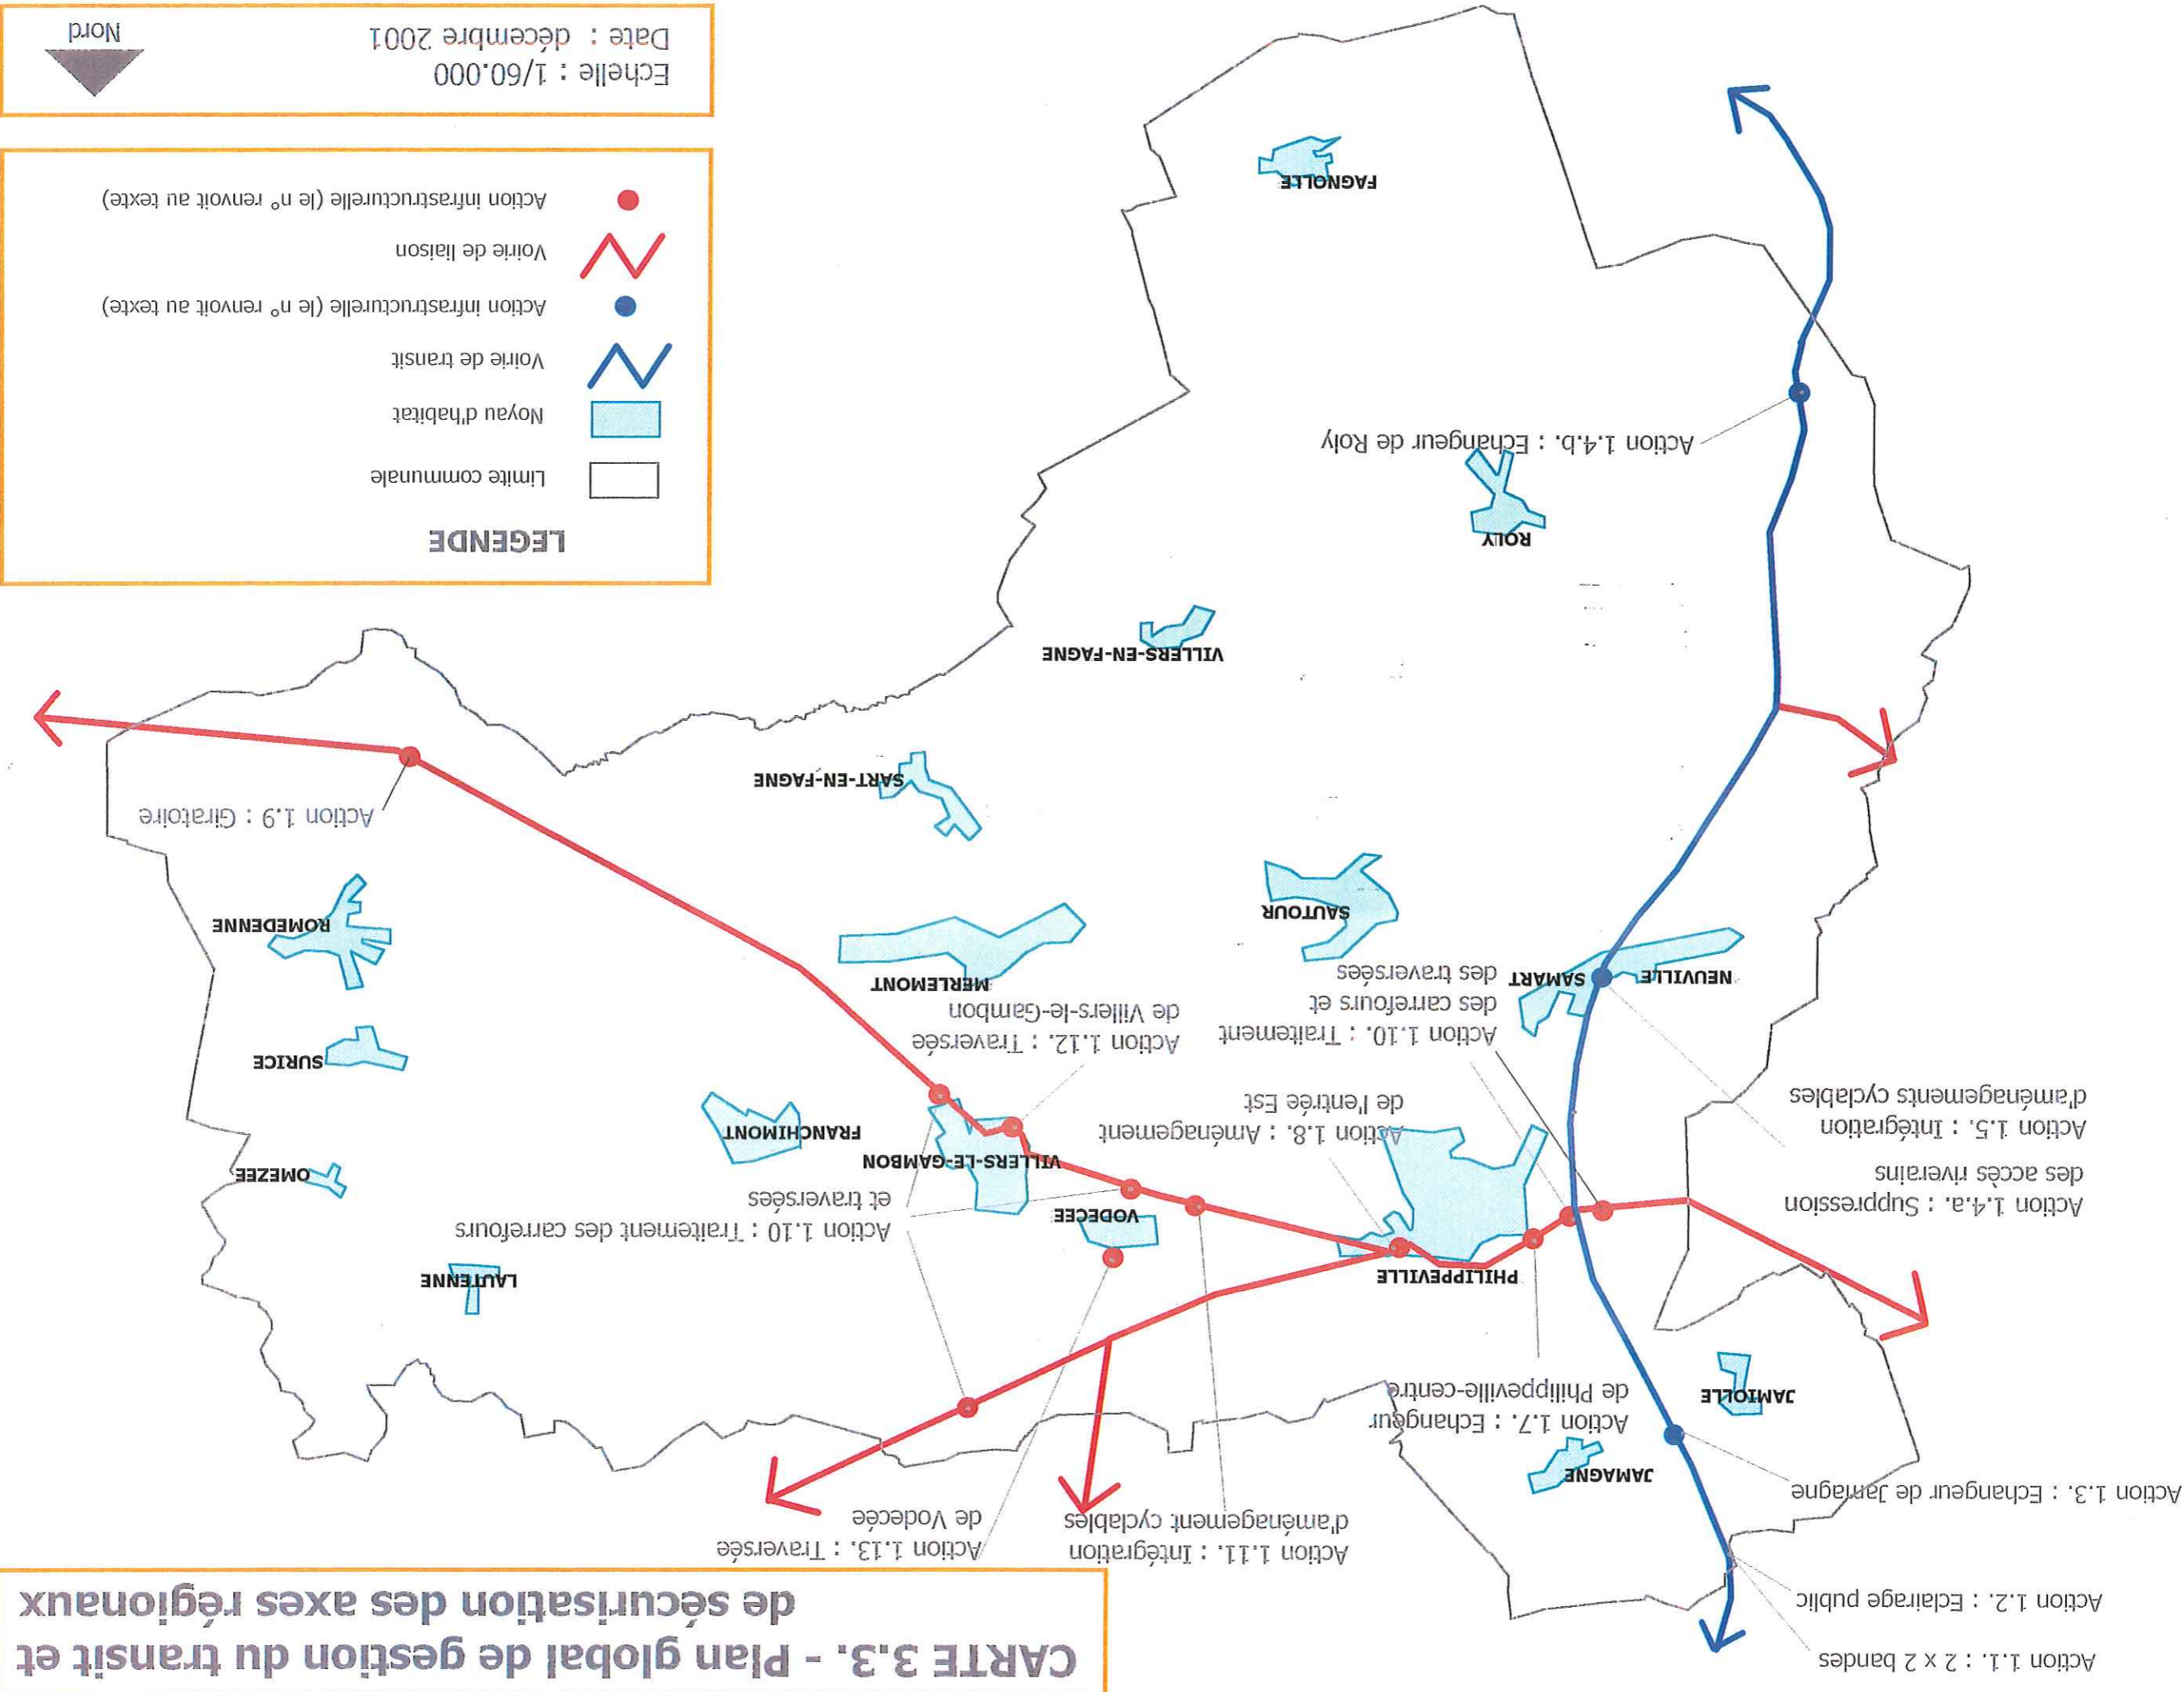 CARTE 3.3. - Plan global de gestion du transit et
de sécurisation des axes régionaux
Action 1.1. : 2 x 2 bandes
Action 1.2. : Eclairage public
Action 1.3. : Echangeur de Jamagne
Action 1.11. : Intégration
d'aménagement cyclables
Action 1.13. : Traversée
de Vodecée
JAMAGNE
JAMIOLLE
Action 1.7. : Echangeur
de Philippeville-centre
PHILIPPEVILLE
LAUTENNE
Action 1.10 : Traitement des carrefours
et traversées
VODECEE
Action 1.4.a. : Suppression
des accès riverains
Action 1.5. : Intégration
d'aménagements cyclables
OMEZEE
VILLERS-LE-GAMBON
FRANCHIMONT
Action 1.8. : Aménagement
de l'entrée Est
SURICE
Action 1.10. : Traitement
des carrefours et
des traversées
Action 1.12. : Traversée
de Villers-le-Gambon
NEUVILLE
SAMART
MERLEMONT
SAUTOUR
ROMEDENNE
Action 1.9 : Giratoire
SART-EN-FAGNE
VILLERS-EN-FAGNE
ROLY
Action 1.4.b. : Echangeur de Roly
FAGNOLLE
LEGENDE
Limite communale
Noyau d'habitat
Voirie de transit
Action infrastructurelle (le n° renvoit au texte)
Voirie de liaison
Action infrastructurelle (le n° renvoit au texte)
Echelle : 1/60.000
Date : décembre 2001
Nord